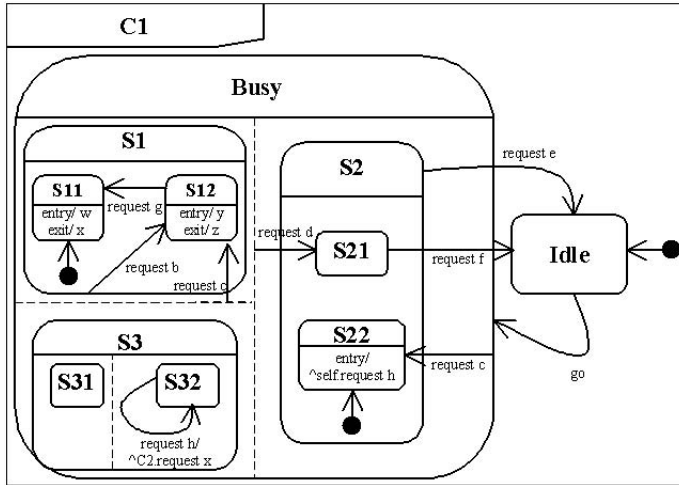 C1
Busy
S1
S11
entry/ w
exit/ x
S12
entry/ y
exit/ z
request g
request b
request c
request d
S2
S21
S22
entry/
^self.request h
request e
request f
Idle
request c
go
S3
S31
S32
request h/
^C2.request x